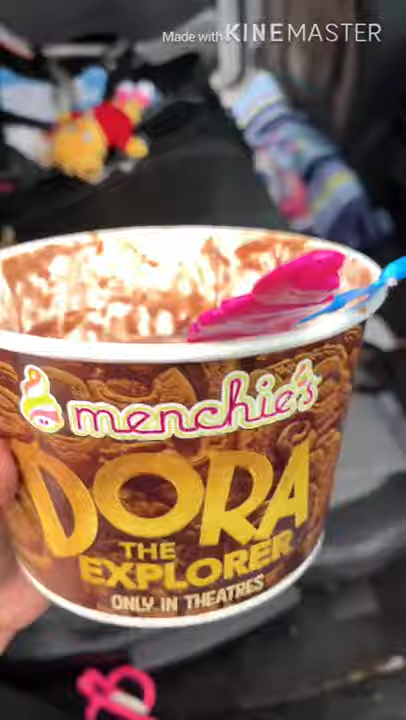 Made with KINEMASTER
menchie's
DORA
THE
EXPLORER
ONLY IN THEATRES